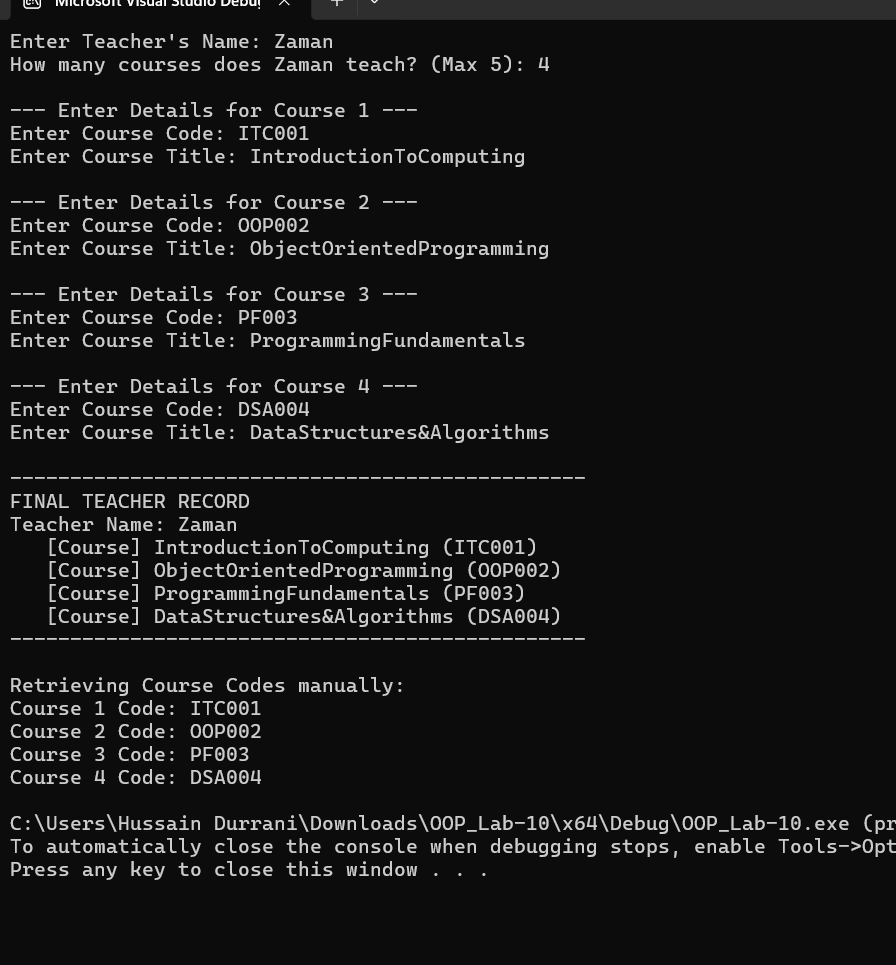 Microsoft Visual Studio Debug
Enter Teacher's Name: Zaman
How many courses does Zaman teach? (Max 5): 4
--- Enter Details for Course 1 ---
Enter Course Code: ITC001
Enter Course Title: IntroductionToComputing
--- Enter Details for Course 2 ---
Enter Course Code: OOP002
Enter Course Title: ObjectOrientedProgramming
--- Enter Details for Course 3 ---
Enter Course Code: PF003
Enter Course Title: ProgrammingFundamentals
--- Enter Details for Course 4 ---
Enter Course Code: DSA004
Enter Course Title: DataStructures&Algorithms
------------------------------------------------
FINAL TEACHER RECORD
Teacher Name: Zaman
[Course] IntroductionToComputing (ITC001)
[Course] ObjectOrientedProgramming (OOP002)
[Course] ProgrammingFundamentals (PF003)
[Course] DataStructures&Algorithms (DSA004)
------------------------------------------------
Retrieving Course Codes manually:
Course 1 Code: ITC001
Course 2 Code: OOP002
Course 3 Code: PF003
Course 4 Code: DSA004
C:\Users\Hussain Durrani\Downloads\OOP_Lab-10\x64\Debug\OOP_Lab-10.exe (pr
To automatically close the console when debugging stops, enable Tools->Opt
Press any key to close this window . . .